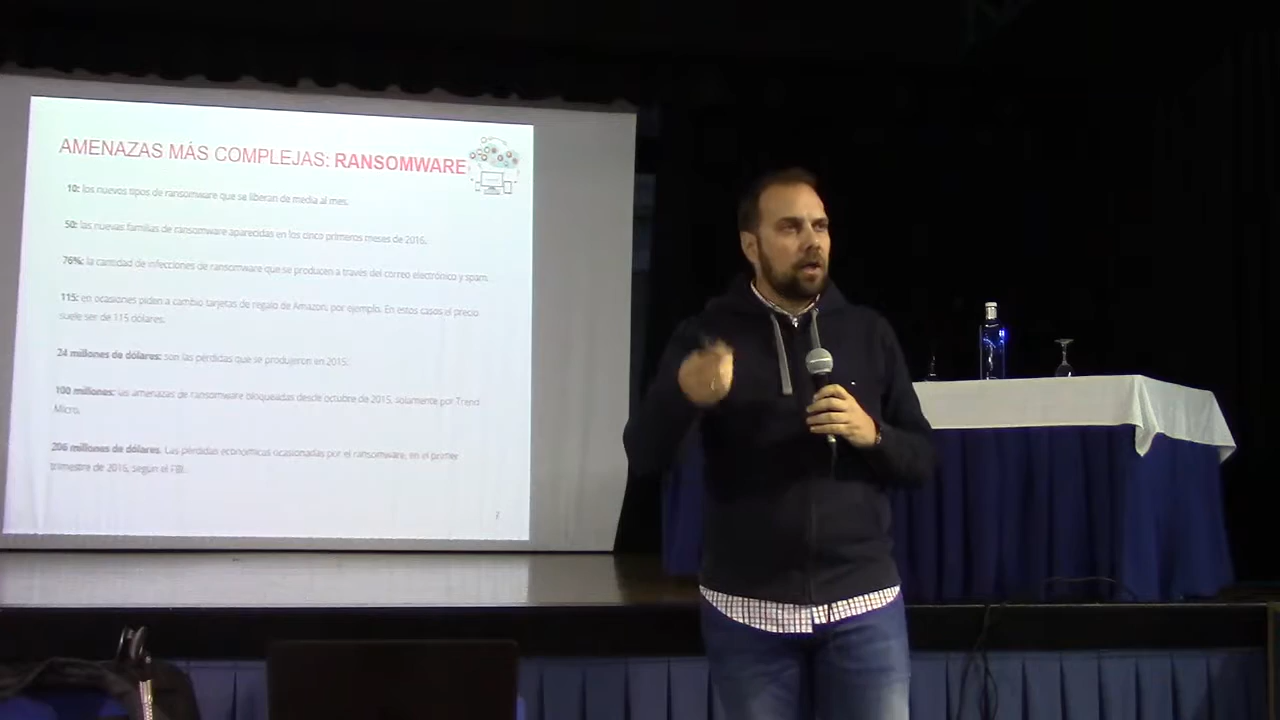 AMENAZAS MÁS COMPLEJAS: RANSOMWARE
10: los nuevos tipos de ransomware que se liberan de media al mes.
50: las nuevas familias de ransomware aparecidas en los cinco primeros meses de 2016.
76%: la cantidad de infecciones de ransomware que se producen a través del correo electrónico y spam.
115: en ocasiones piden a cambio tarjetas de regalo de Amazon, por ejemplo. En estos casos el precio
suele ser de 115 dólares.
24 millones de dólares: son las pérdidas que se produjeron en 2015.
100 millones: las amenazas de ransomware bloqueadas desde octubre de 2015, solamente por Trend
Micro.
206 millones de dólares. Las pérdidas económicas ocasionadas por el ransomware, en el primer
trimestre de 2016, según el FBI.